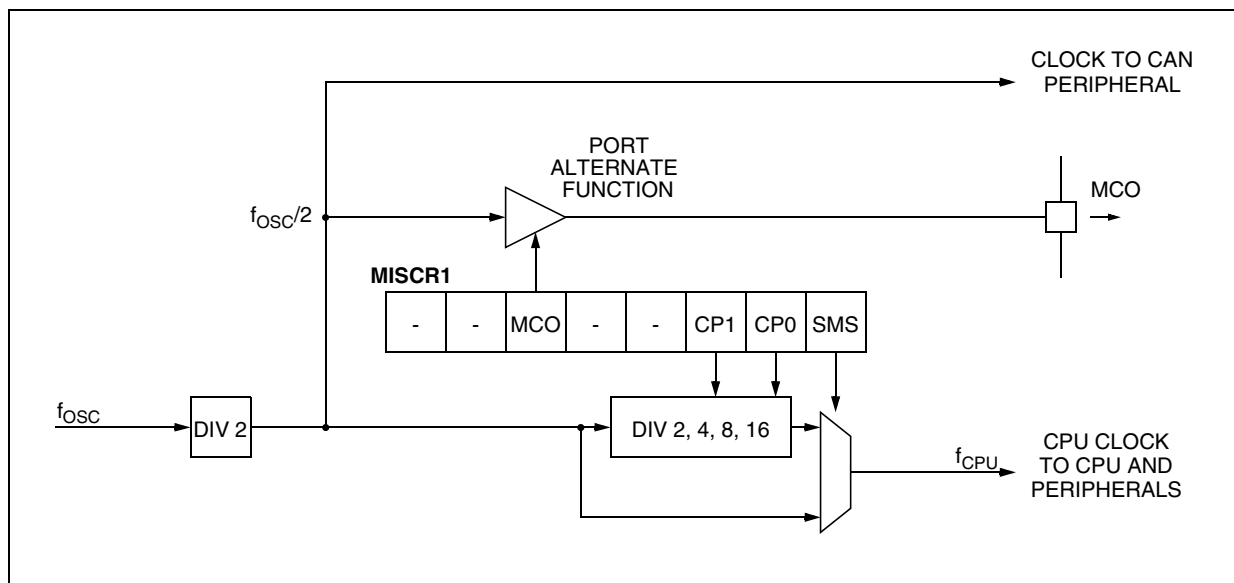 CLOCK TO CAN
PERIPHERAL
PORT
ALTERNATE
FUNCTION
MCO
fOSC/2
MISCR1
- - MCO - - CP1 CP0 SMS
fOSC
DIV 2
DIV 2, 4, 8, 16
fCPU
CPU CLOCK
TO CPU AND
PERIPHERALS